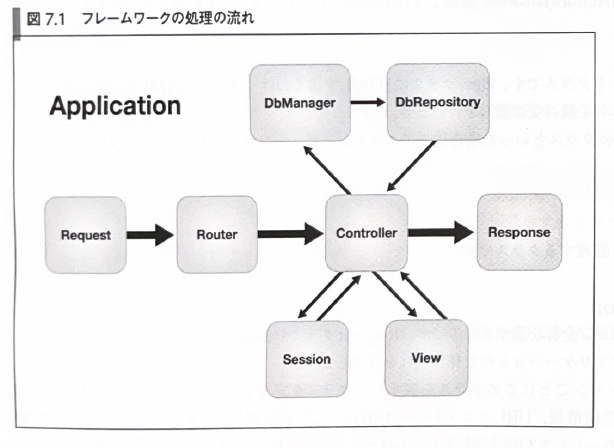 図 7.1 フレームワークの処理の流れ
Application
DbManager
DbRepository
Request
Router
Controller
Response
Session
View